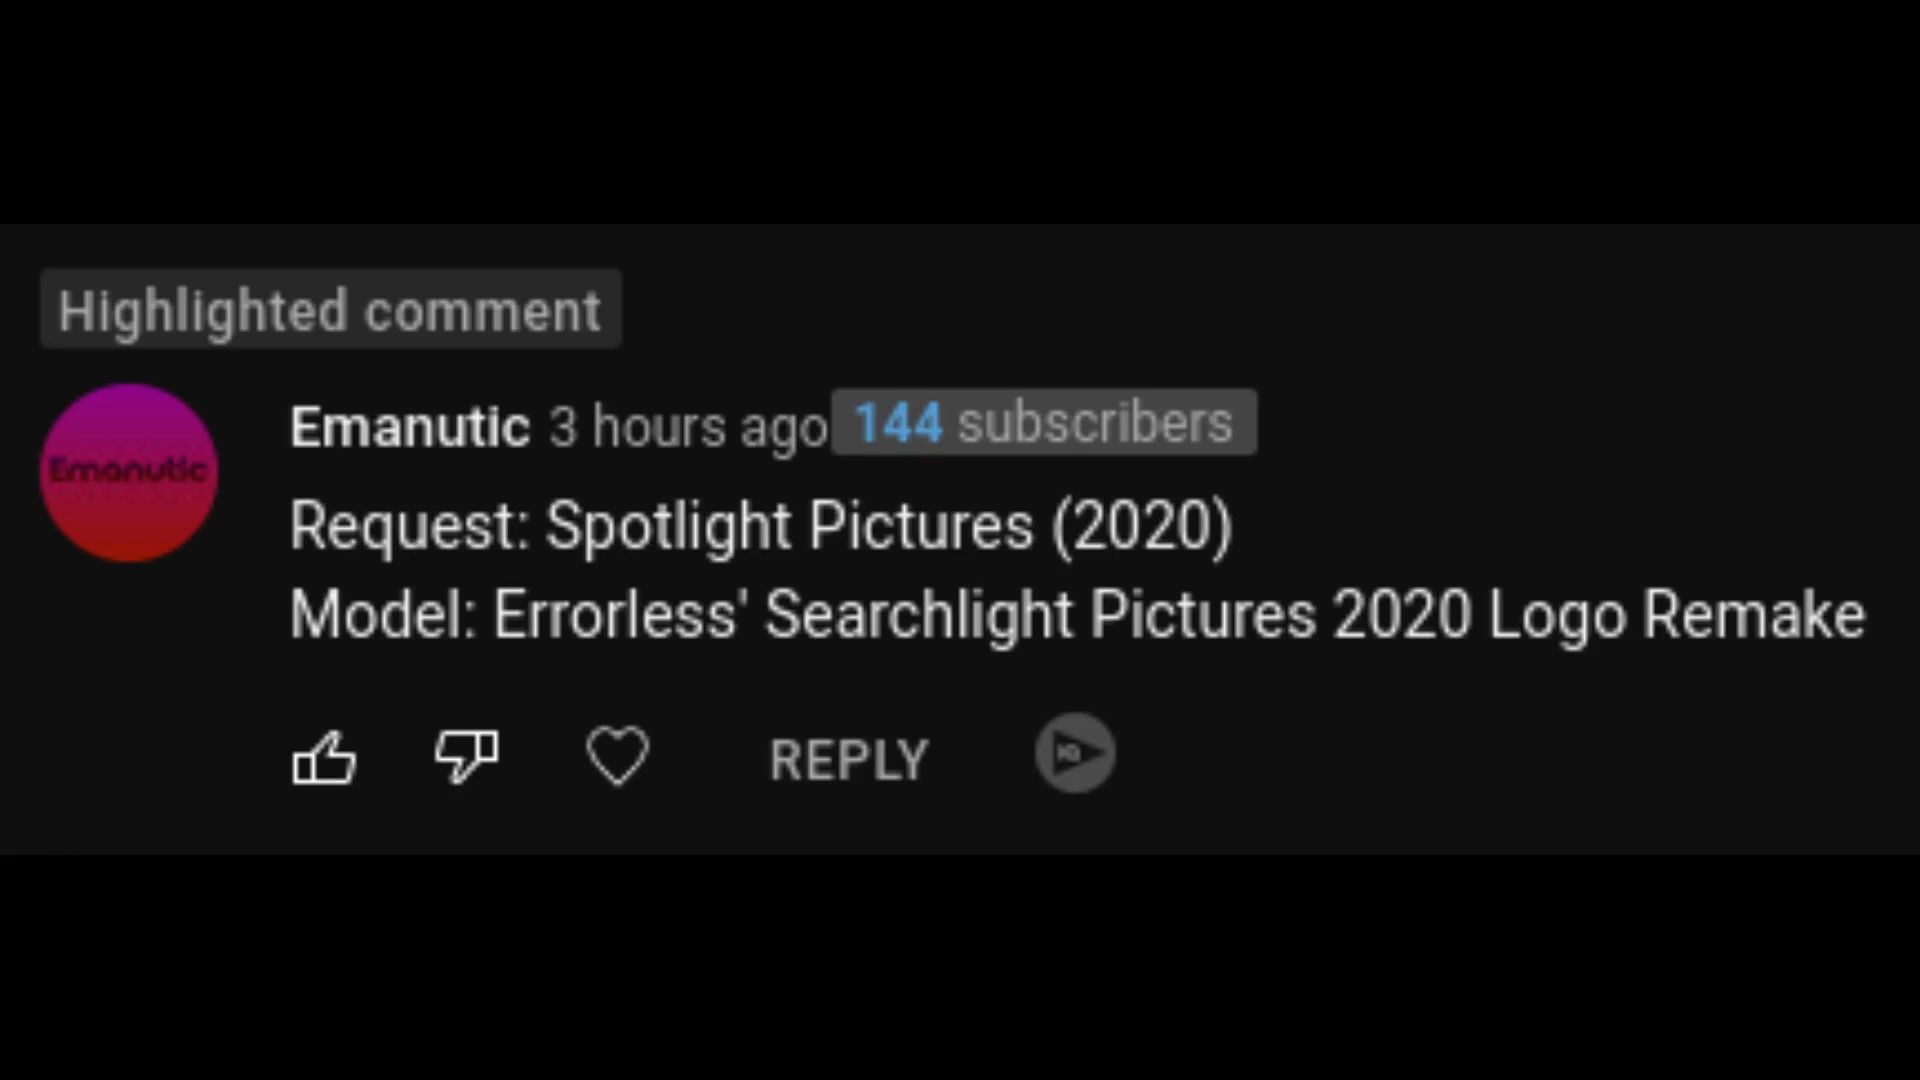 Highlighted comment
Emanutic
Emanutic 3 hours ago 144 subscribers
Request: Spotlight Pictures (2020)
Model: Errorless' Searchlight Pictures 2020 Logo Remake
REPLY